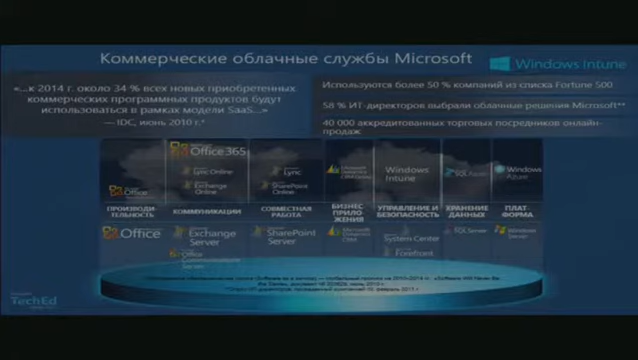 Коммерческие облачные службы Microsoft
Windows Intune
«...к 2014 г. около 34 % всех новых приобретенных
коммерческих программных продуктов будут
использоваться в рамках модели SaaS...»
— IDC, июнь 2010 г.*
Используются более 50 % компаний из списка Fortune 500
58 % ИТ-директоров выбрали облачные решения Microsoft**
40 000 аккредитованных торговых посредников онлайн-
продаж
Office 365
Lync Online
Exchange
Online
Lync
SharePoint
Online
Office
Windows
Intune
SQL Azure
Windows
Azure
ПРОИЗВОДИ-
ТЕЛЬНОСТЬ
КОММУНИКАЦИИ
СОВМЕСТНАЯ
РАБОТА
БИЗНЕС
ПРИЛО-
ЖЕНИЯ
УПРАВЛЕНИЕ И
БЕЗОПАСНОСТЬ
ХРАНЕНИЕ
ДАННЫХ
ПЛАТ-
ФОРМА
Office
Exchange
Server
Office
Communications
Server
SharePoint
Server
System Center
Forefront
SQL Server
Windows
Server
TechEd